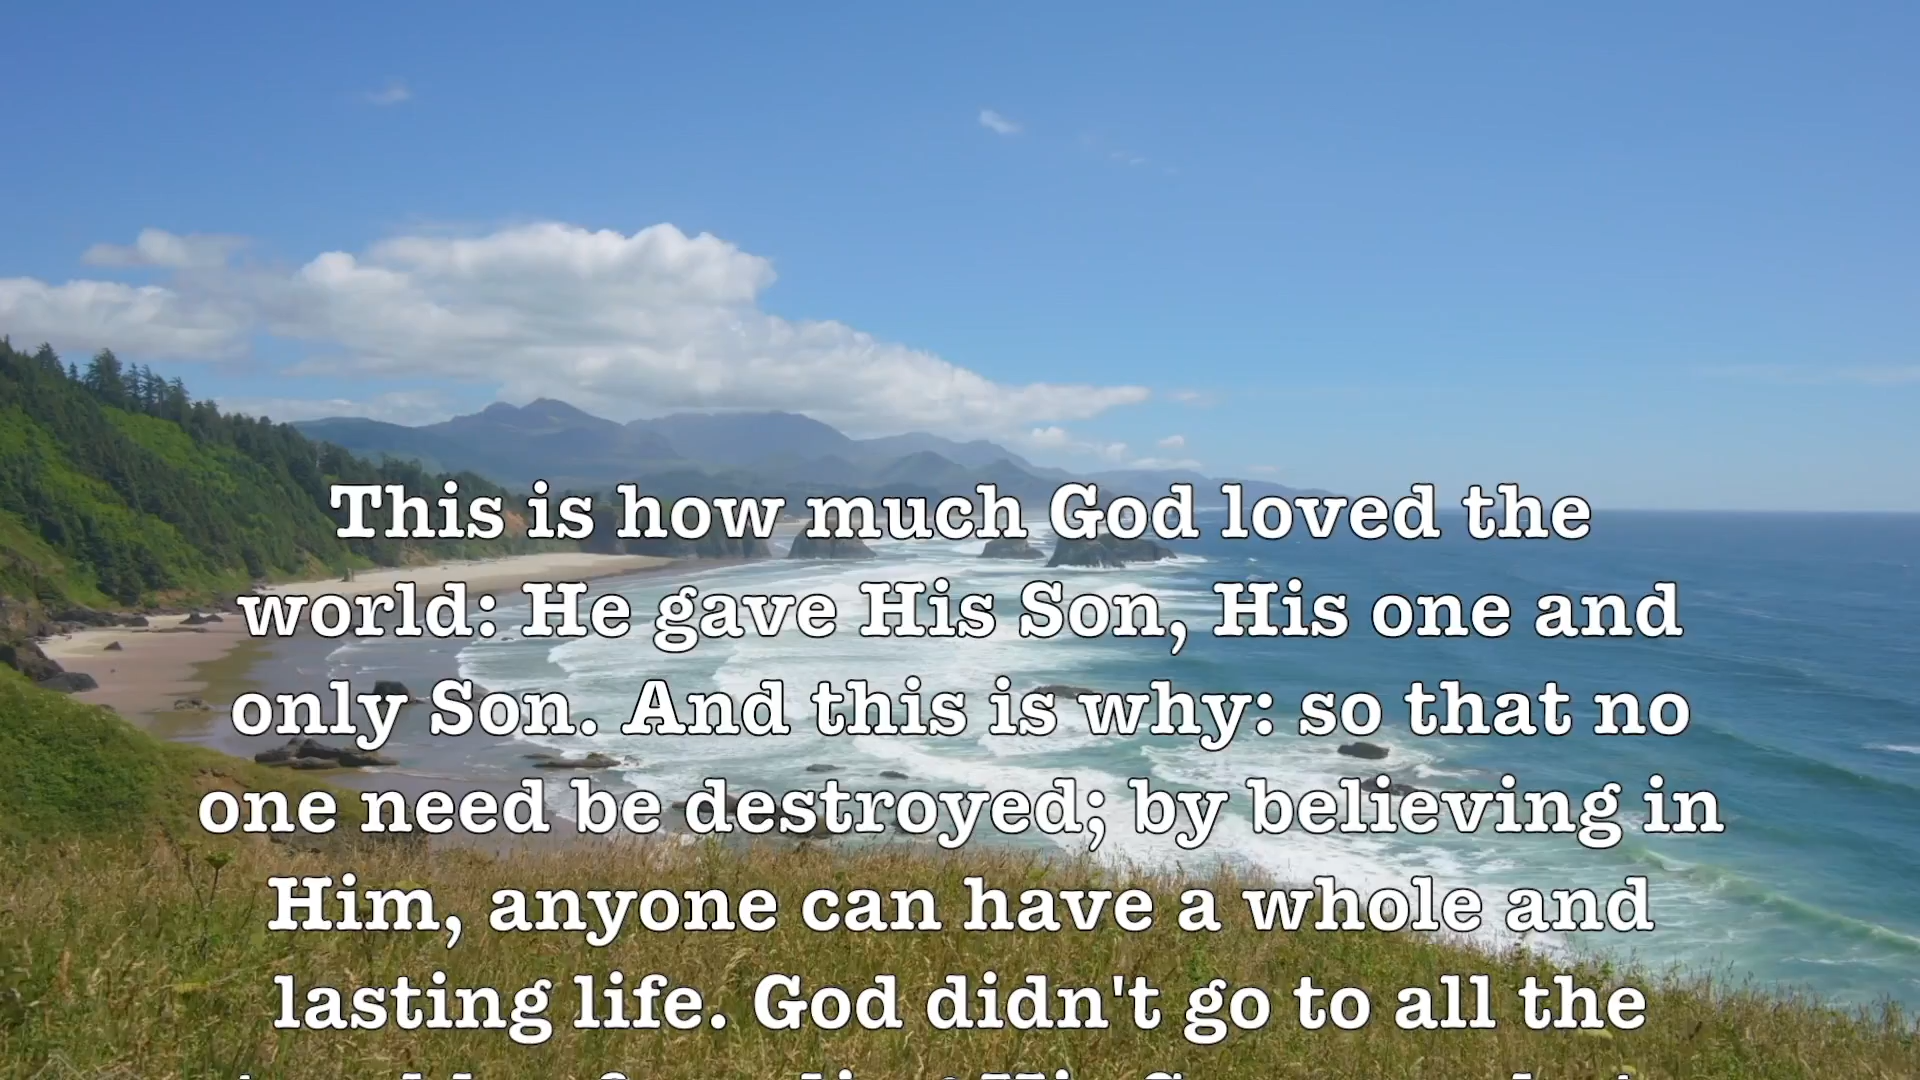 This is how much God loved the
world: He gave His Son, His one and
only Son. And this is why: so that no
one need be destroyed; by believing in
Him, anyone can have a whole and
lasting life. God didn't go to all the